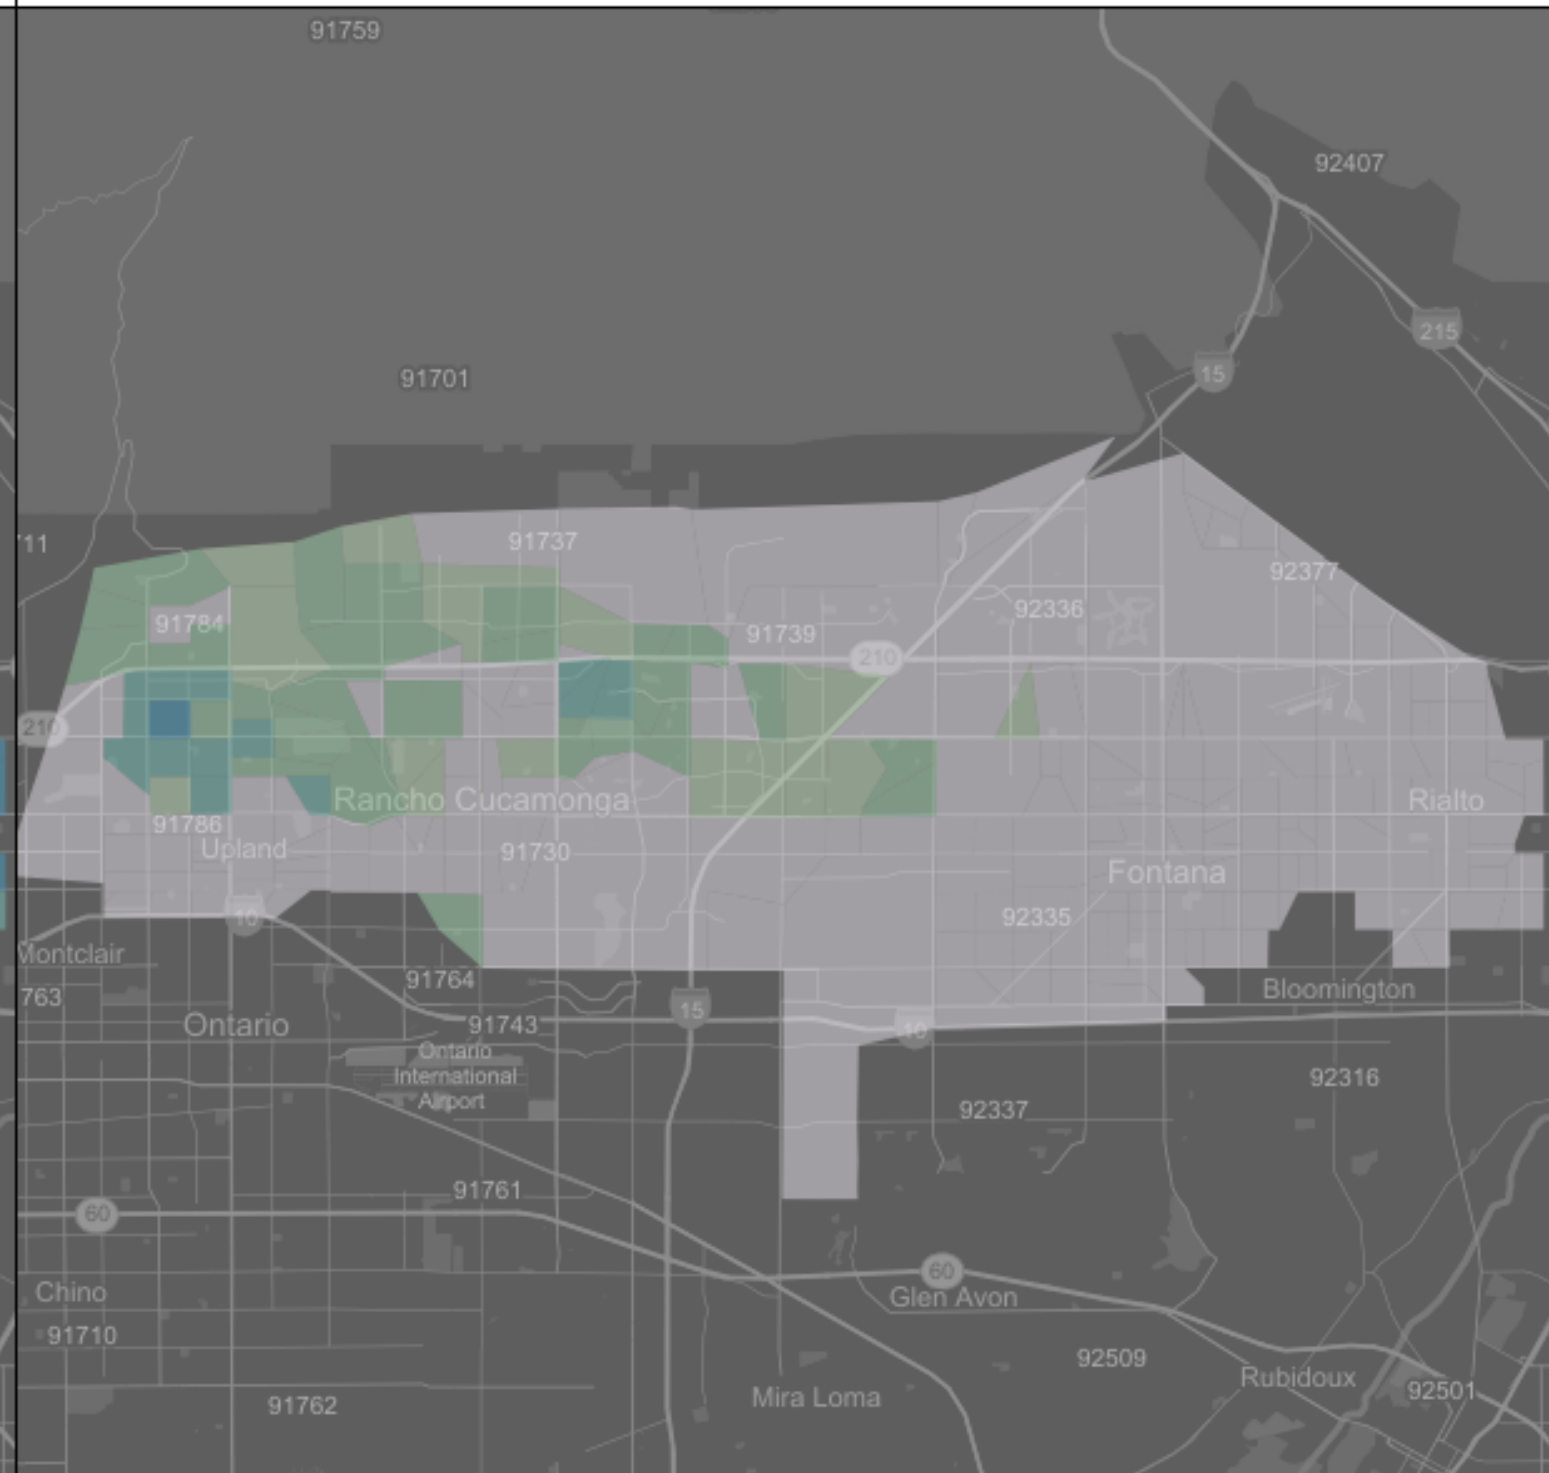 91759
92407
215
15
91701
'11
91737
92377
92336
91784
91739
210
210
Rancho Cucamonga
Rialto
91786
Upland
91730
Fontana
92335
10
Montclair
91764
763
Bloomington
15
Ontario
91743
10
Ontario
International
Airport
92316
92337
91761
60
60
Chino
Glen Avon
91710
92509
Rubidoux
92501
Mira Loma
91762